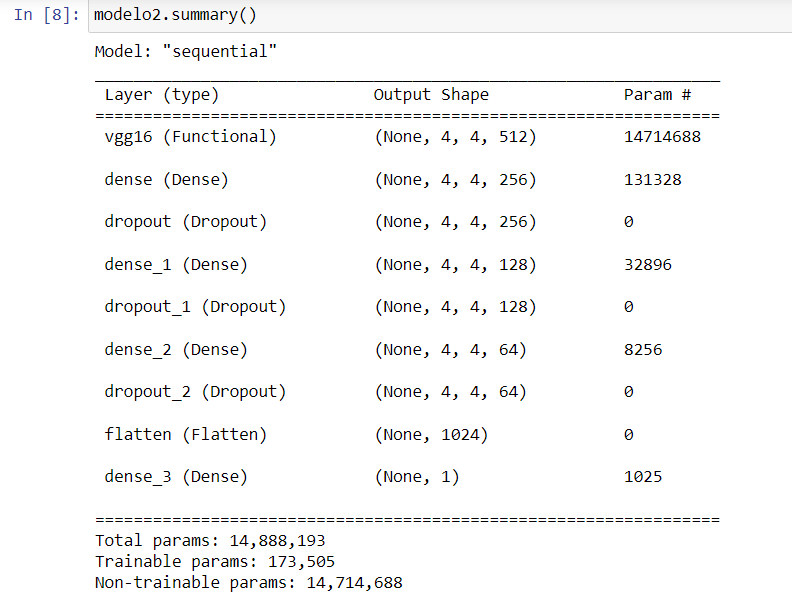 In [8]: modelo2.summary()
Model: "sequential"
_________________________________________________________________
Layer (type) Output Shape Param #
=================================================================
vgg16 (Functional) (None, 4, 4, 512) 14714688
dense (Dense) (None, 4, 4, 256) 131328
dropout (Dropout) (None, 4, 4, 256) 0
dense_1 (Dense) (None, 4, 4, 128) 32896
dropout_1 (Dropout) (None, 4, 4, 128) 0
dense_2 (Dense) (None, 4, 4, 64) 8256
dropout_2 (Dropout) (None, 4, 4, 64) 0
flatten (Flatten) (None, 1024) 0
dense_3 (Dense) (None, 1) 1025
=================================================================
Total params: 14,888,193
Trainable params: 173,505
Non-trainable params: 14,714,688